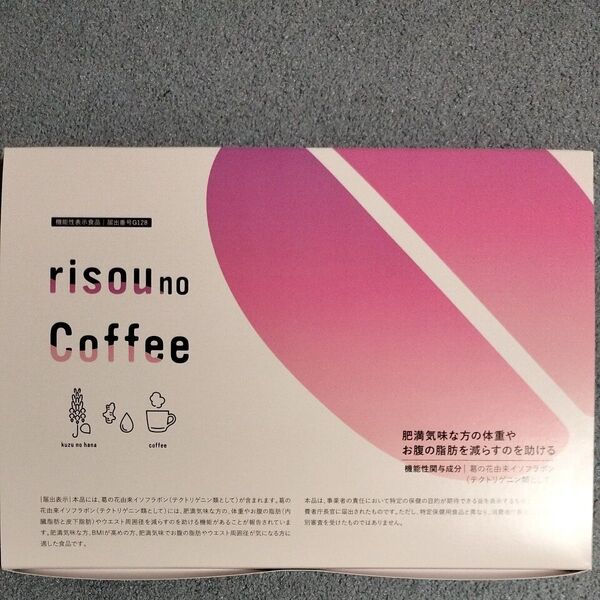 機能性表示食品｜届出番号G128
risou no
Coffee
kuzu no hana
coffee
肥満気味な方の体重や
お腹の脂肪を減らすのを助ける
機能性関与成分｜葛の花由来イソフラボン
(テクトリゲニン類として
[届出表示]本品には、葛の花由来イソフラボン(テクトリゲニン類として)が含まれます。葛の
花由来イソフラボン(テクトリゲニン類として)には、肥満気味な方の、体重やお腹の脂肪(内
臓脂肪と皮下脂肪)やウエスト周囲径を減らすのを助ける機能があることが報告されていま
す。肥満気味な方、BMIが高めの方、肥満気味でお腹の脂肪やウエスト周囲径が気になる方に
適した食品です。
本品は、事業者の責任において特定の保健の目的が期待できる旨を表示するものとして、消
費者庁長官に届出されたものです。ただし、特定保健用食品と異なり、消費者庁長官による個
別審査を受けたものではありません。